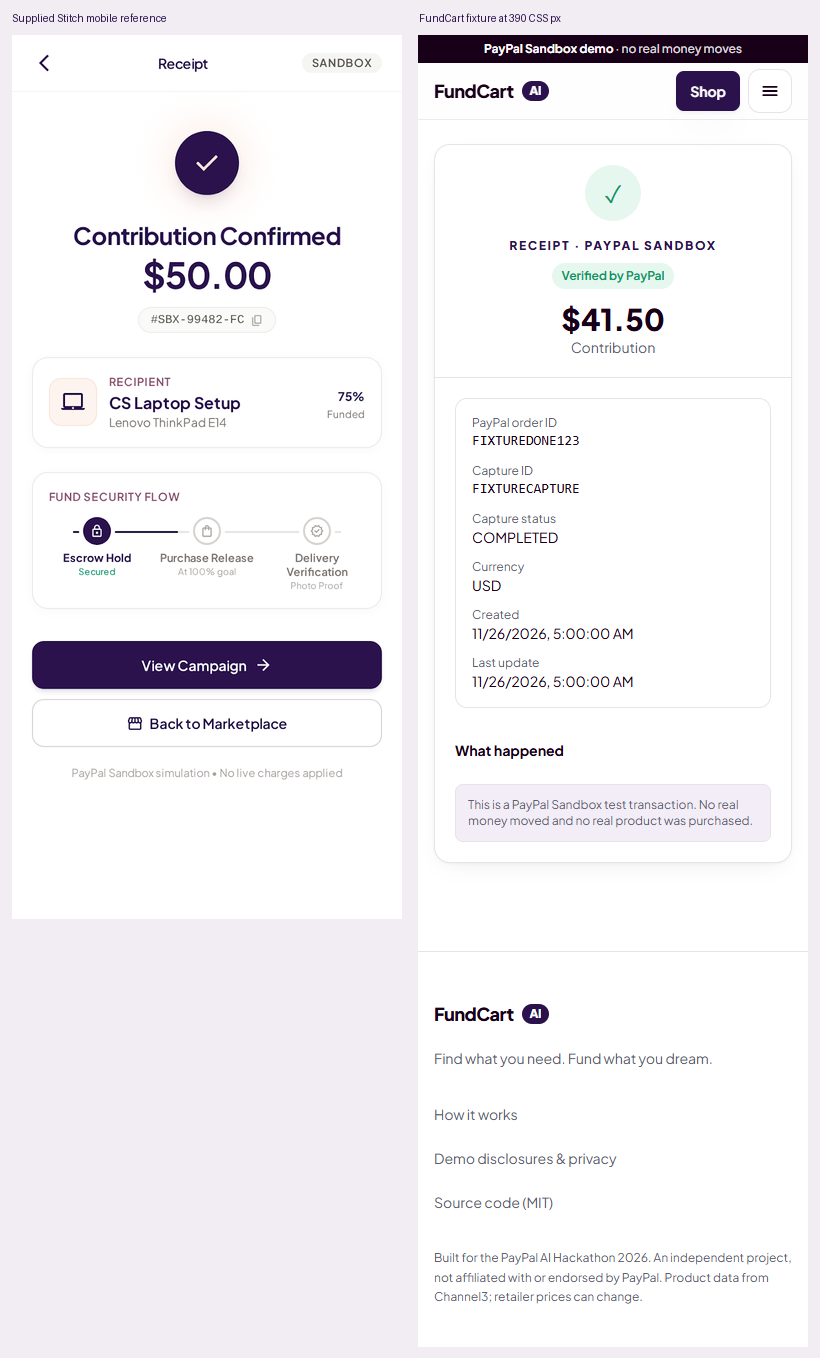 Supplied Stitch mobile reference
Receipt
SANDBOX
Contribution Confirmed
$50.00
#SBX-99482-FC
RECIPIENT
CS Laptop Setup
Lenovo ThinkPad E14
75%
Funded
FUND SECURITY FLOW
Escrow Hold
Secured
Purchase Release
At 100% goal
Delivery
Verification
Photo Proof
View Campaign
Back to Marketplace
PayPal Sandbox simulation • No live charges applied
FundCart fixture at 390 CSS px
PayPal Sandbox demo · no real money moves
FundCart AI
Shop
RECEIPT · PAYPAL SANDBOX
Verified by PayPal
$41.50
Contribution
PayPal order ID
FIXTUREDONE123
Capture ID
FIXTURECAPTURE
Capture status
COMPLETED
Currency
USD
Created
11/26/2026, 5:00:00 AM
Last update
11/26/2026, 5:00:00 AM
What happened
This is a PayPal Sandbox test transaction. No real
money moved and no real product was purchased.
FundCart AI
Find what you need. Fund what you dream.
How it works
Demo disclosures & privacy
Source code (MIT)
Built for the PayPal AI Hackathon 2026. An independent project,
not affiliated with or endorsed by PayPal. Product data from
Channel3; retailer prices can change.